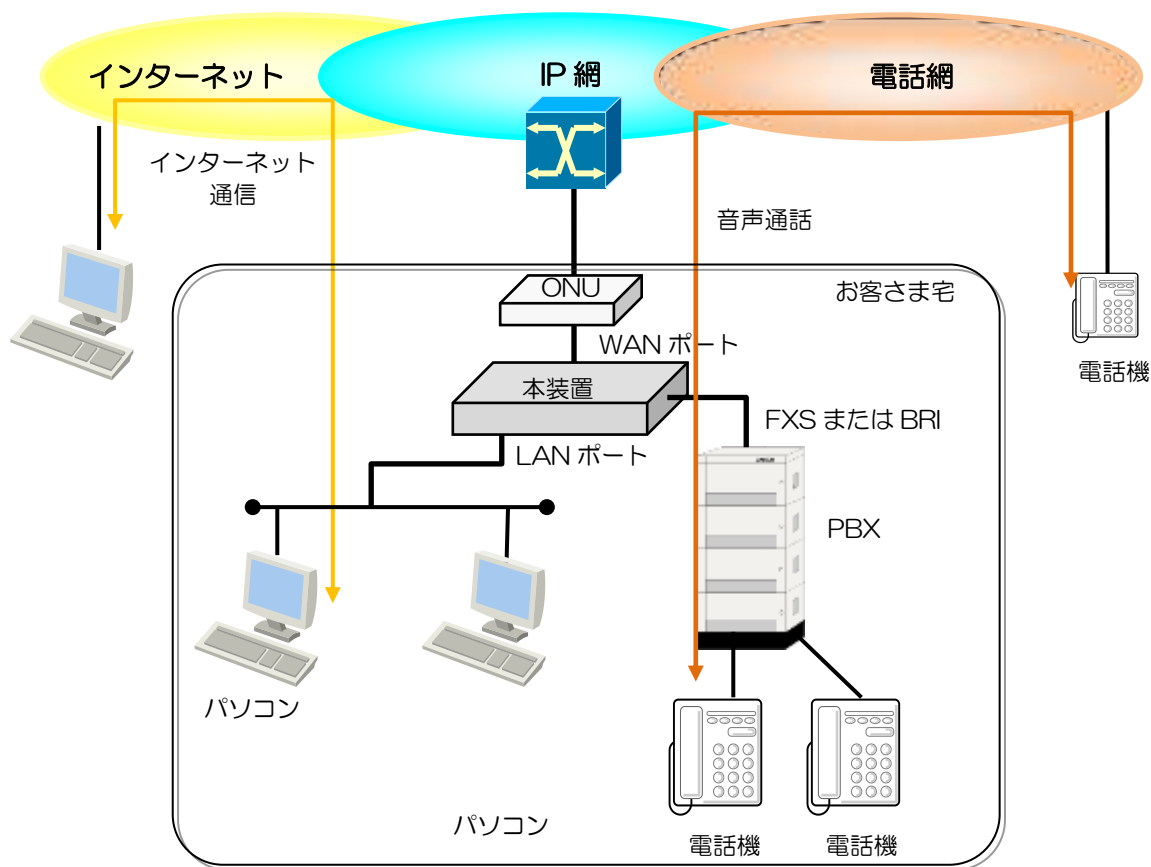 インターネット
IP 網
電話網
インターネット
通信
音声通話
お客さま宅
ONU
WAN ポート
電話機
本装置
FXS または BRI
LAN ポート
PBX
パソコン
パソコン
電話機
電話機